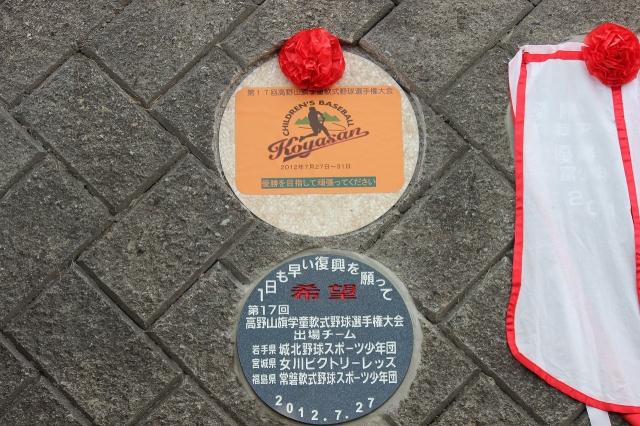 第17回高野山旗学童軟式野球選手権大会
CHILDREN'S BASEBALL
Koyasan
2012年7月27日～31日
優勝を目指して頑張ってください
1日も早い復興を願って
希望
第17回
高野山旗学童軟式野球選手権大会
出場チーム
岩手県 城北野球スポーツ少年団
宮城県 女川ビクトリーレッズ
福島県 常磐軟式野球スポーツ少年団
2012.7.27